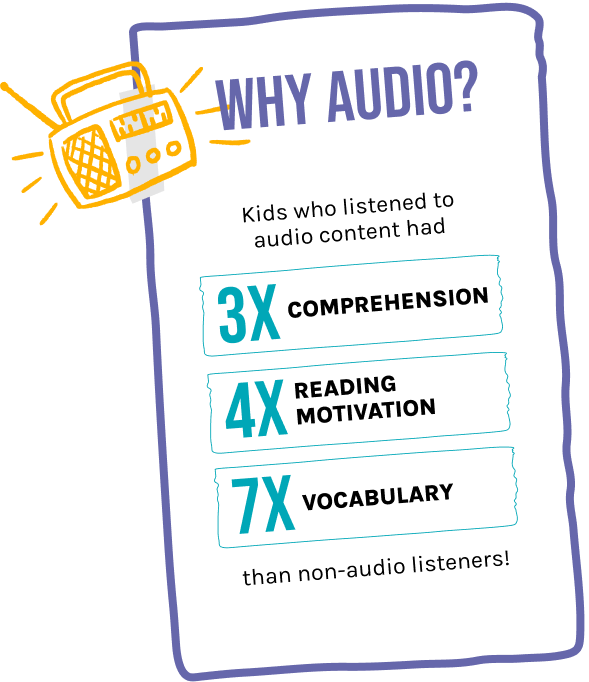 WHY AUDIO?
Kids who listened to
audio content had
3X COMPREHENSION
4X READING
MOTIVATION
7X VOCABULARY
than non-audio listeners!